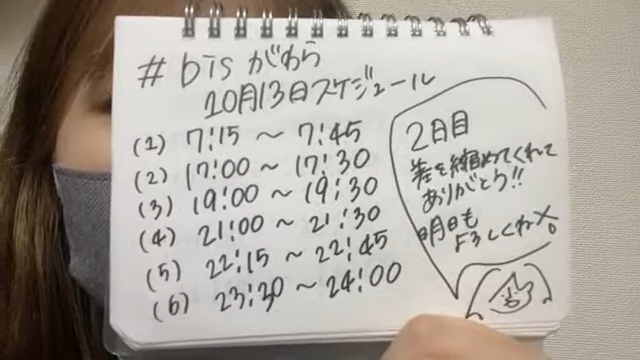 #bisがわら
10月13日スケジュール
(1) 7:15 ～ 7:45
(2) 17:00 ～ 17:30
(3) 19:00 ～ 19:30
(4) 21:00 ～ 21:30
(5) 22:15 ～ 22:45
(6) 23:30 ～ 24:00
2日目
差を縮めてくれて
ありがとう!!
明日も
よろしくね